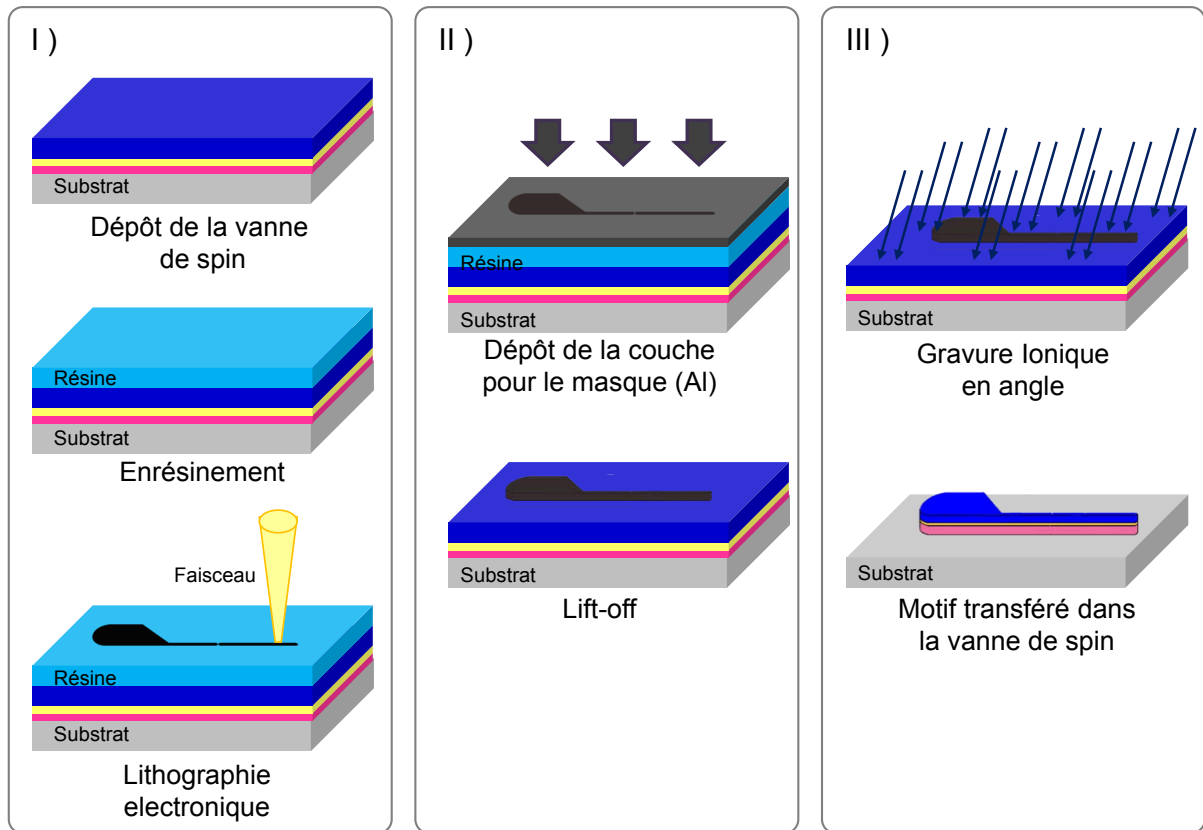 I )
Substrat
Dépôt de la vanne
de spin
Résine
Substrat
Enrésinement
Faisceau
Résine
Substrat
Lithographie
electronique
II )
Résine
Substrat
Dépôt de la couche
pour le masque (Al)
Substrat
Lift-off
III )
Substrat
Gravure Ionique
en angle
Substrat
Motif transféré dans
la vanne de spin